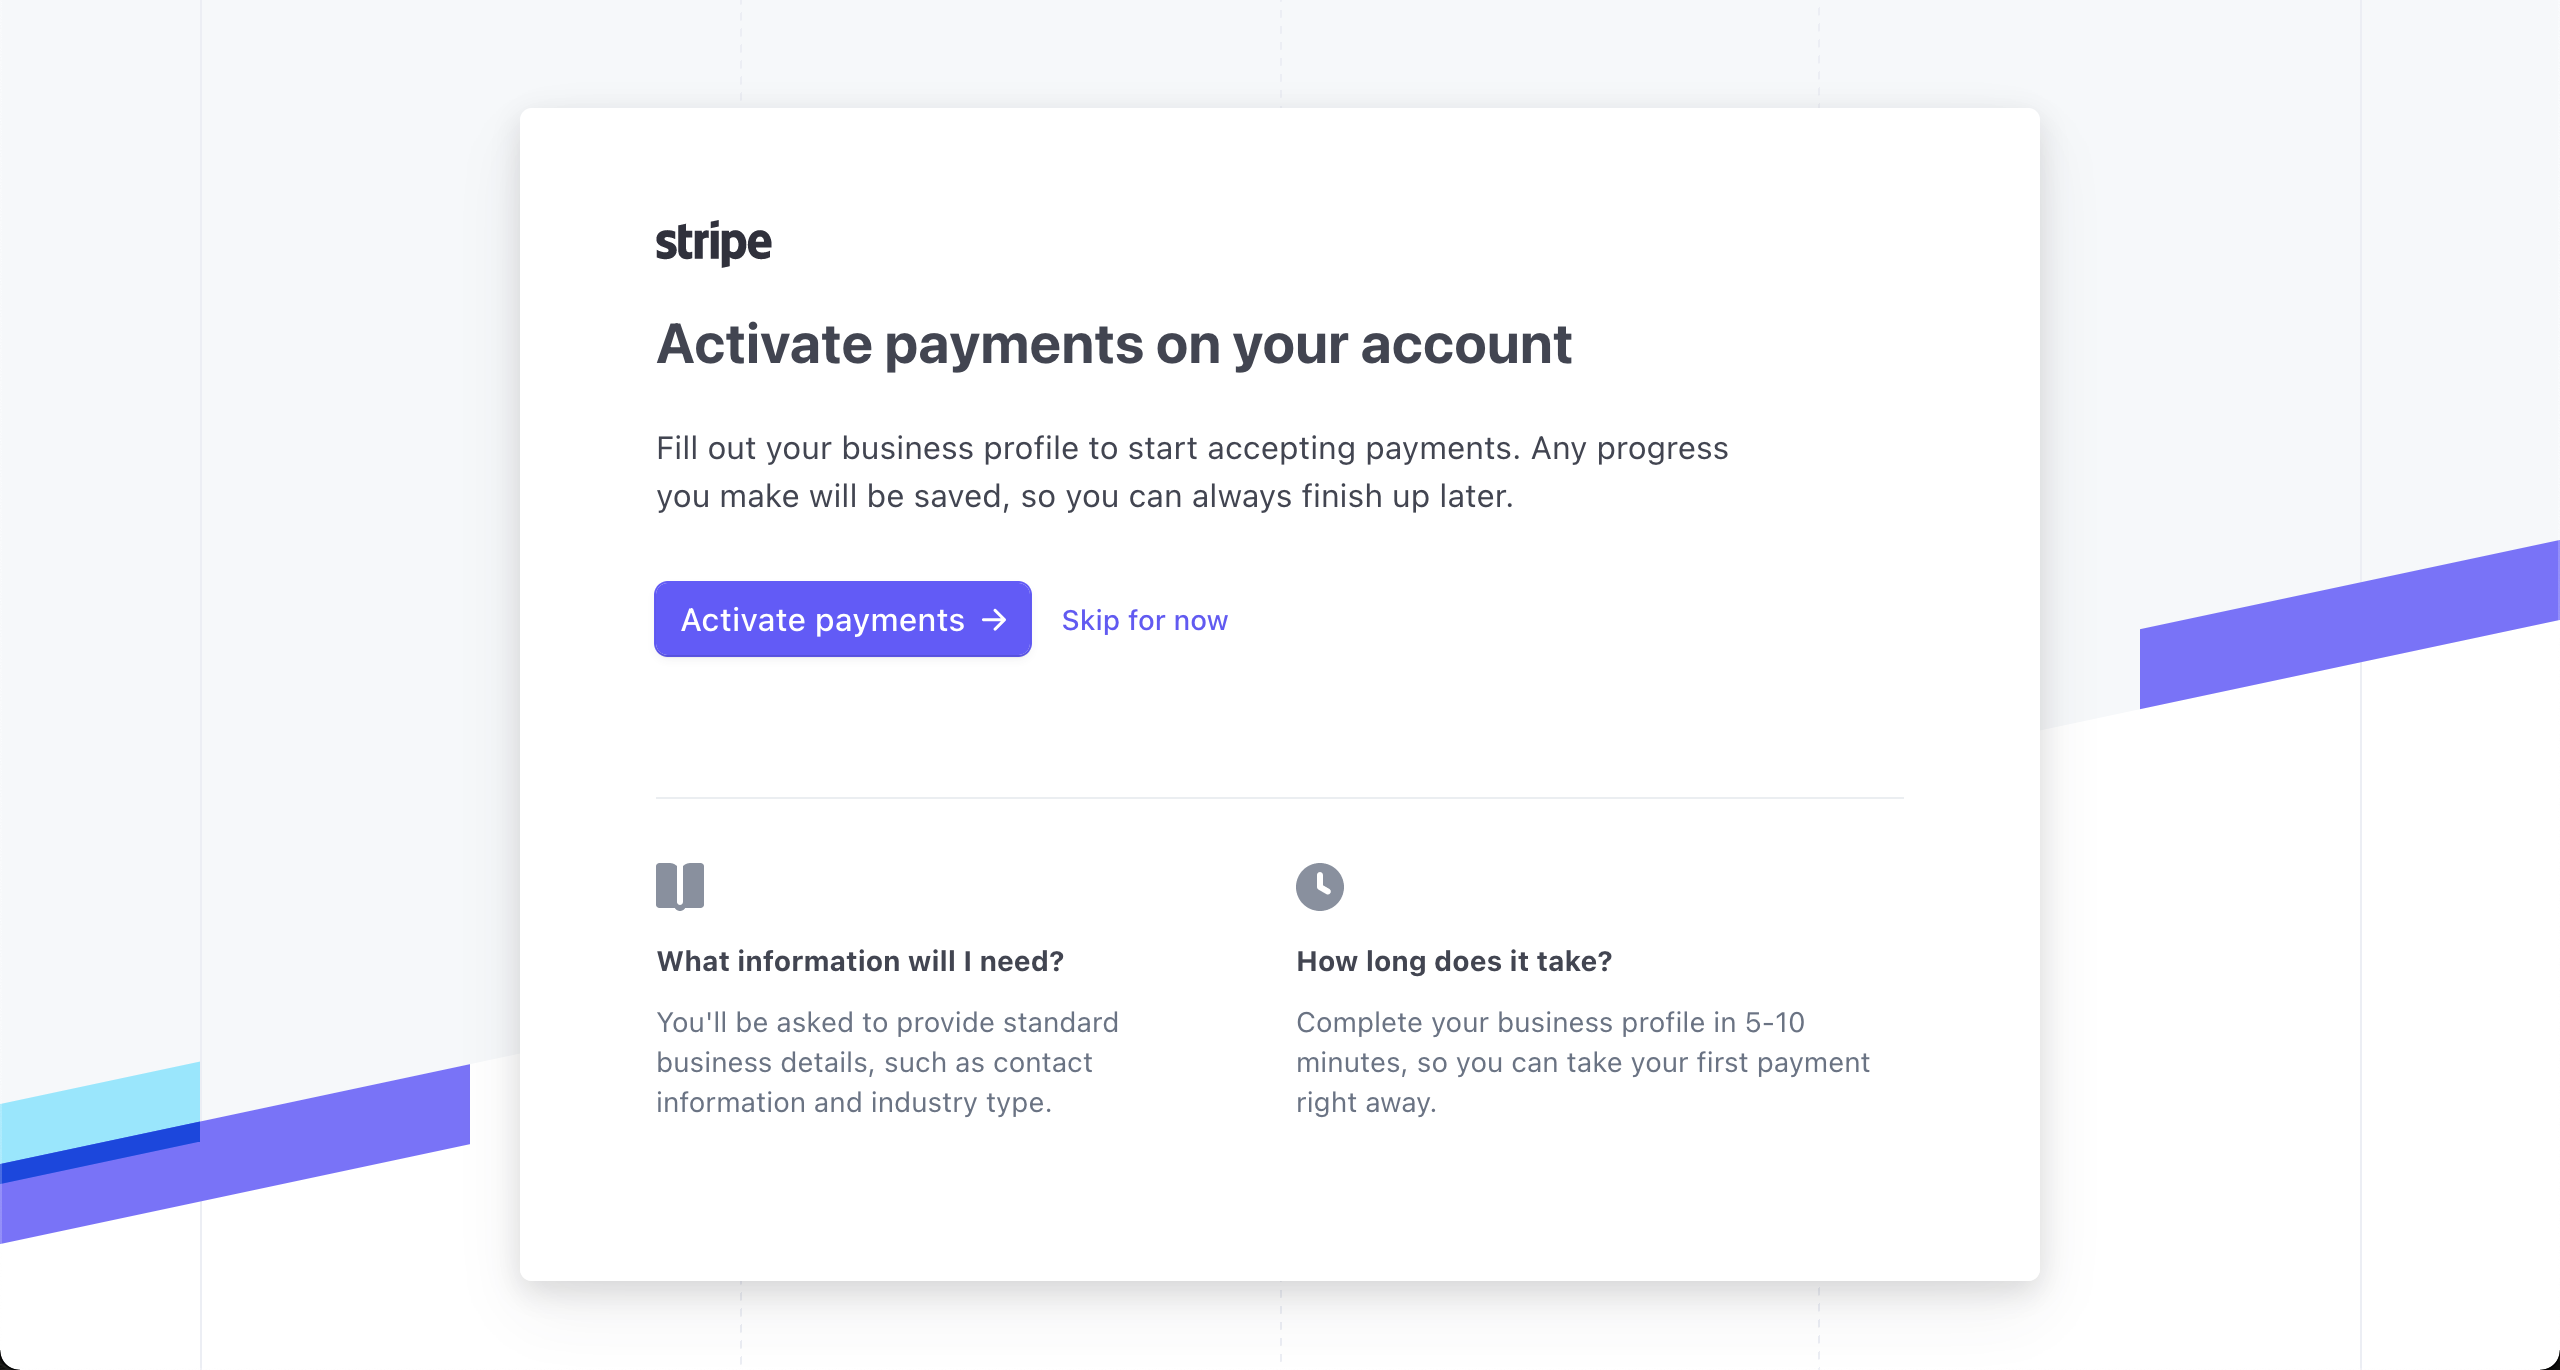 stripe
Activate payments on your account
Fill out your business profile to start accepting payments. Any progress
you make will be saved, so you can always finish up later.
Activate payments →
Skip for now
What information will I need?
You'll be asked to provide standard
business details, such as contact
information and industry type.
How long does it take?
Complete your business profile in 5-10
minutes, so you can take your first payment
right away.